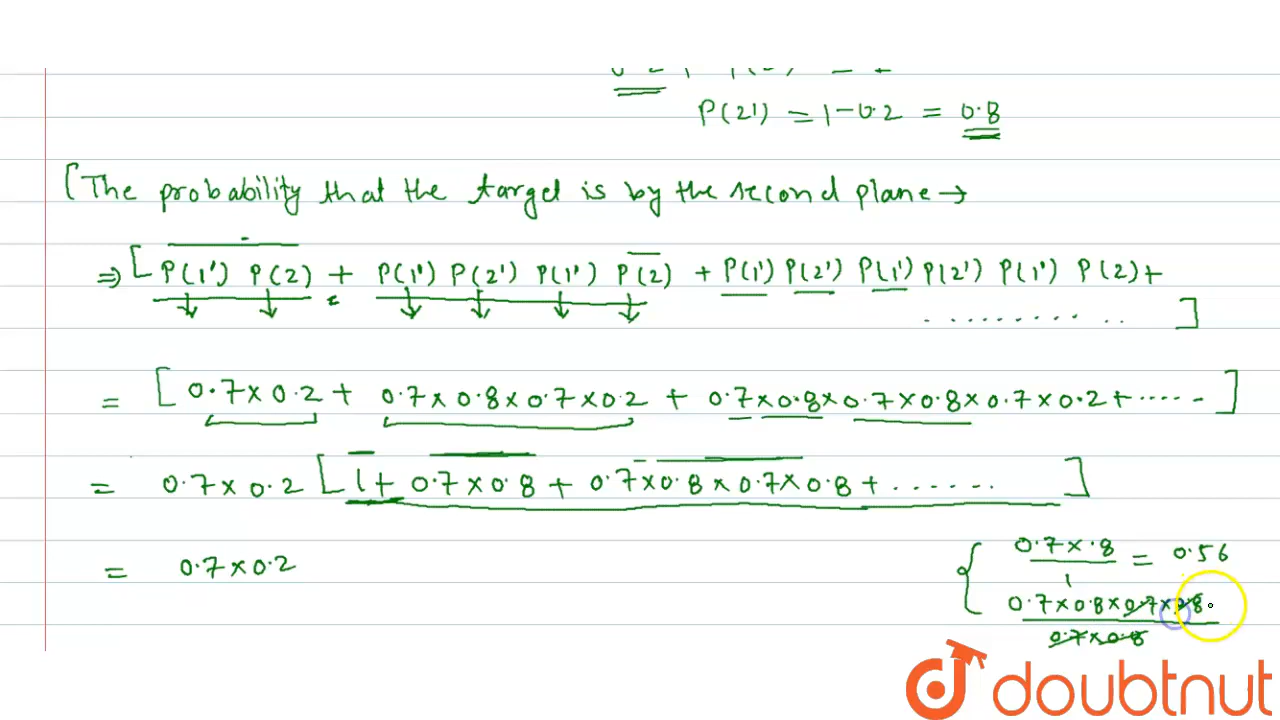 P(2') = 1-0.2 = 0.8
[The probability that the target is by the second plane →
⇒ [P(1') P(2) + P(1') P(2') P(1') P(2) + P(1') P(2') P(1') P(2') P(1') P(2) +
......... .. ]
= [0.7×0.2 + 0.7×0.8×0.7×0.2 + 0.7×0.8×0.7×0.8×0.7×0.2+.....]
= 0.7×0.2 [1+ 0.7×0.8 + 0.7×0.8×0.7×0.8+......]
= 0.7×0.2
{ 0.7×.8 = 0.56
1
0.7×0.8×0.7×0.8
0.7×0.8
doubtnut